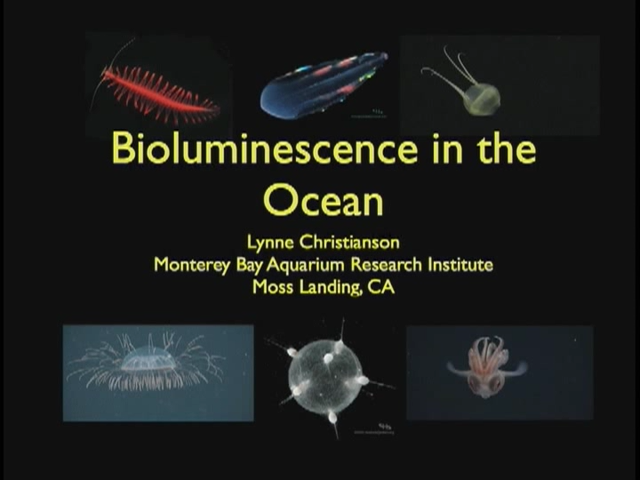 Bioluminescence in the
Ocean
Lynne Christianson
Monterey Bay Aquarium Research Institute
Moss Landing, CA